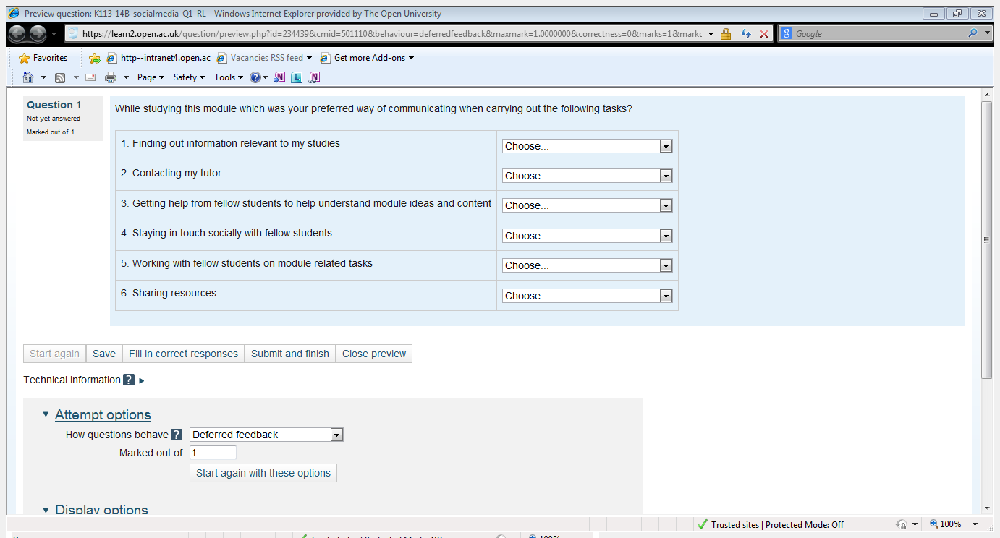 Preview question: K113-14B-socialmedia-Q1-RL - Windows Internet Explorer provided by The Open University
https://learn2.open.ac.uk/question/preview.php?id=234439&cmid=501110&behaviour=deferredfeedback&maxmark=1.0000000&correctness=0&marks=1&markc
Google
Favorites http--intranet4.open.ac Vacancies RSS feed Get more Add-ons
Page Safety Tools
Question 1
Not yet answered
Marked out of 1
While studying this module which was your preferred way of communicating when carrying out the following tasks?
1. Finding out information relevant to my studies Choose...
2. Contacting my tutor Choose...
3. Getting help from fellow students to help understand module ideas and content Choose...
4. Staying in touch socially with fellow students Choose...
5. Working with fellow students on module related tasks Choose...
6. Sharing resources Choose...
Start again Save Fill in correct responses Submit and finish Close preview
Technical information ?
Attempt options
How questions behave ? Deferred feedback
Marked out of 1
Start again with these options
Display options
Trusted sites | Protected Mode: Off 100%